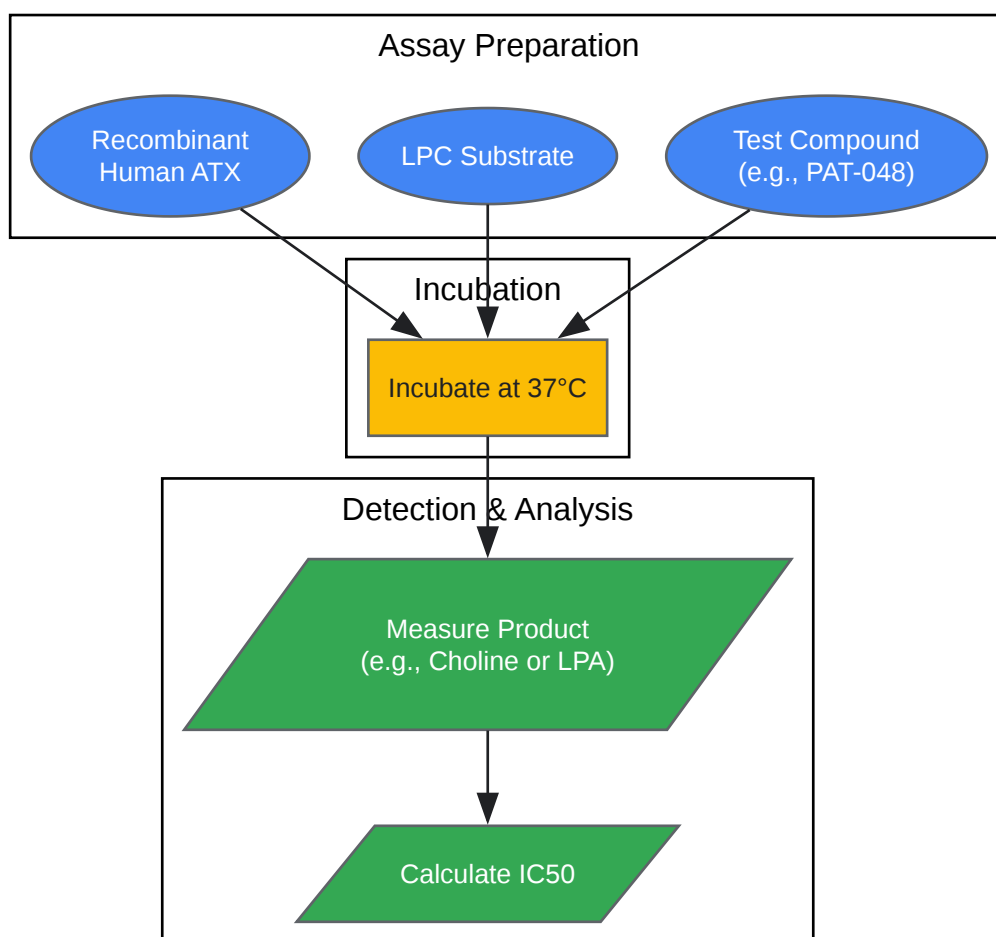 Assay Preparation
Recombinant
Human ATX
LPC Substrate
Test Compound
(e.g., PAT-048)
Incubation
Incubate at 37°C
Detection & Analysis
Measure Product
(e.g., Choline or LPA)
Calculate IC50